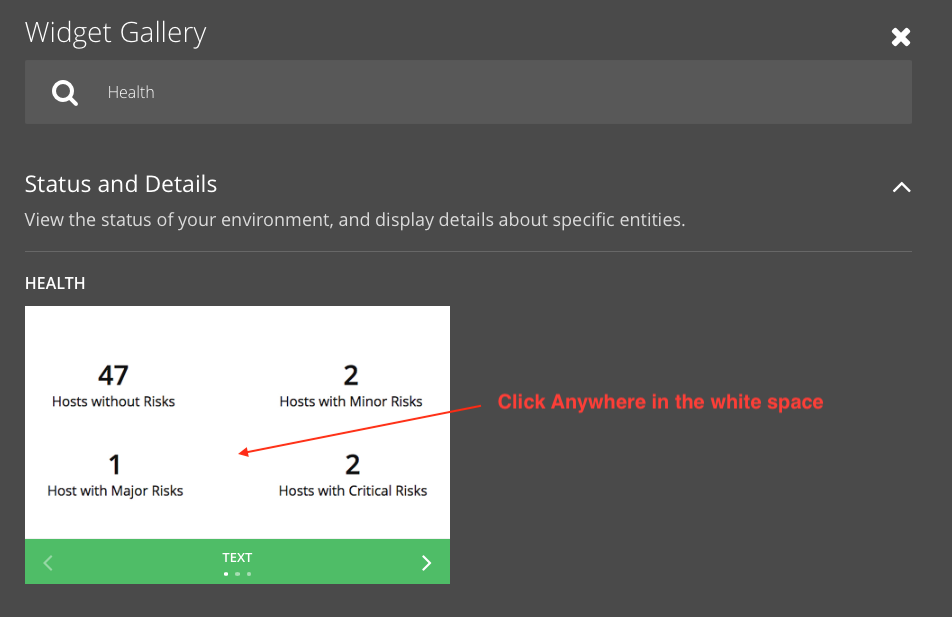 Widget Gallery
Health
Status and Details
View the status of your environment, and display details about specific entities.
HEALTH
47
Hosts without Risks
2
Hosts with Minor Risks
Click Anywhere in the white space
1
Host with Major Risks
2
Hosts with Critical Risks
TEXT